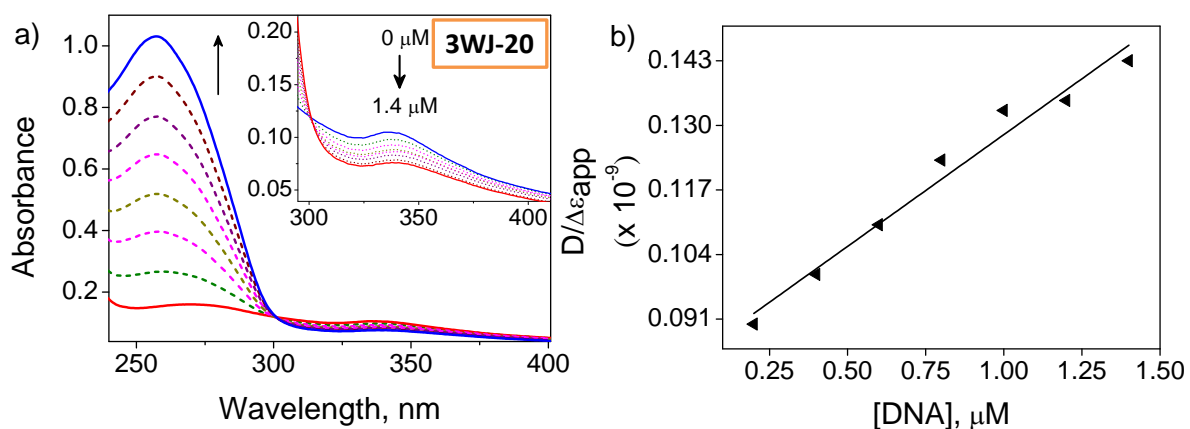 a)
1.0
0.8
0.6
0.4
0.2
250
300
350
400
Absorbance
Wavelength, nm
0.20
0.15
0.10
0.05
300
350
400
0 μM
1.4 μM
3WJ-20
b)
0.143
0.130
0.117
0.104
0.091
0.25
0.50
0.75
1.00
1.25
1.50
D/Δεapp
(x 10⁻⁹)
[DNA], μM